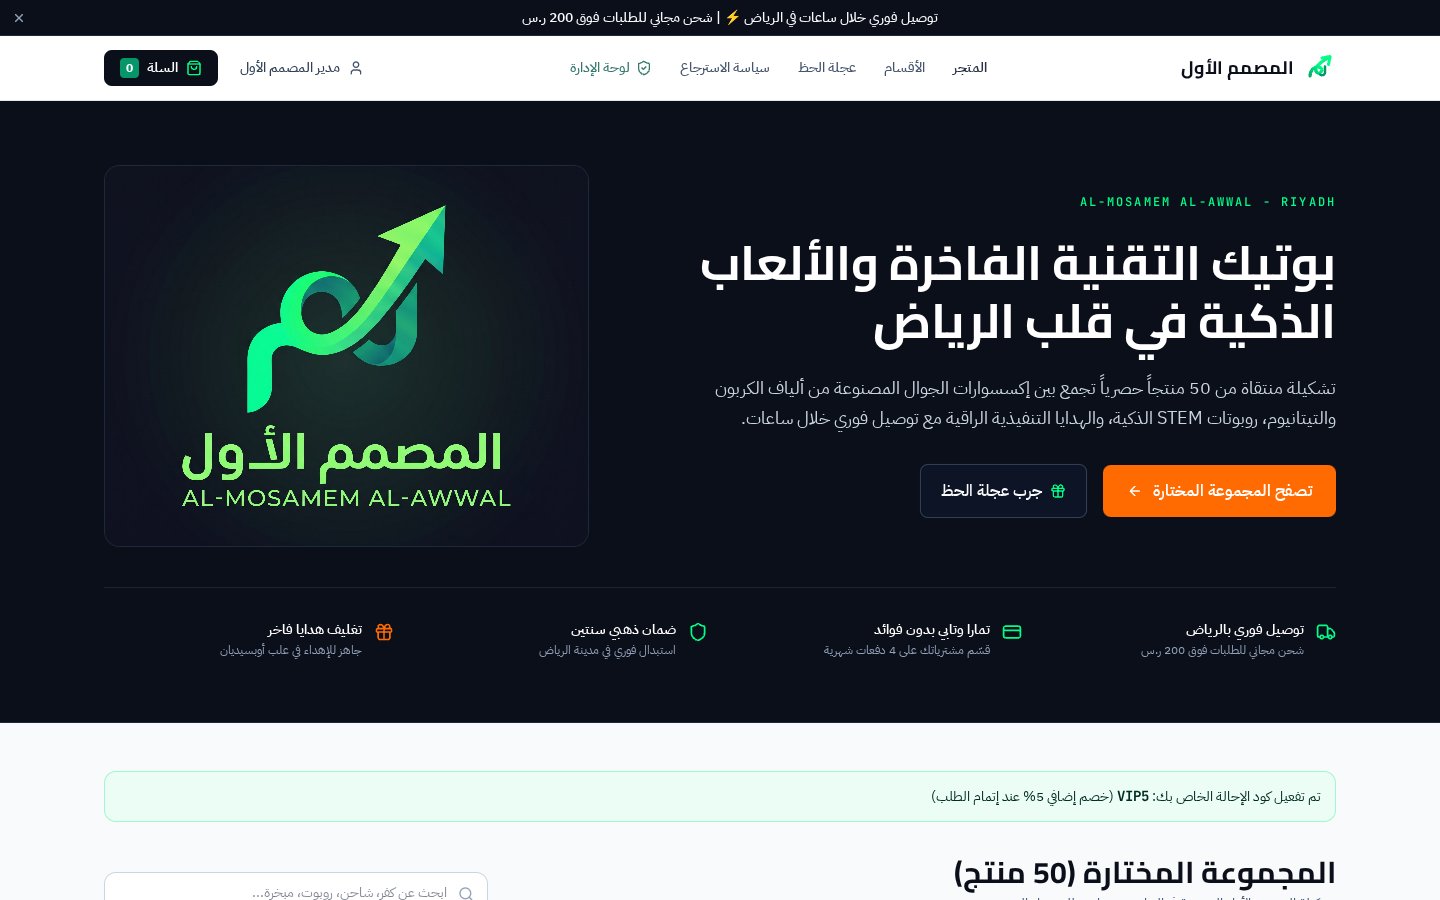 توصيل فوري خلال ساعات في الرياض ⚡ | شحن مجاني للطلبات فوق 200 ر.س
المصمم الأول
المتجر
الأقسام
عجلة الحظ
سياسة الاسترجاع
لوحة الإدارة
مدير المصمم الأول
السلة 0
AL-MOSAMEM AL-AWWAL - RIYADH
بوتيك التقنية الفاخرة والألعاب
الذكية في قلب الرياض
تشكيلة منتقاة من 50 منتجاً حصرياً تجمع بين إكسسوارات الجوال المصنوعة من ألياف الكربون
والتيتانيوم، روبوتات STEM الذكية، والهدايا التنفيذية الراقية مع توصيل فوري خلال ساعات.
تصفح المجموعة المختارة
جرب عجلة الحظ
المصمم الأول
AL-MOSAMEM AL-AWWAL
توصيل فوري بالرياض
شحن مجاني للطلبات فوق 200 ر.س
تمارا وتابي بدون فوائد
قسّم مشترياتك على 4 دفعات شهرية
ضمان ذهبي سنتين
استبدال فوري في مدينة الرياض
تغليف هدايا فاخر
جاهز للإهداء في علب أوبسيديان
تم تفعيل كود الإحالة الخاص بك: VIP5 (خصم إضافي 5% عند إتمام الطلب)
المجموعة المختارة (50 منتج)
ابحث عن كفر، شاحن، روبوت، مبخرة...